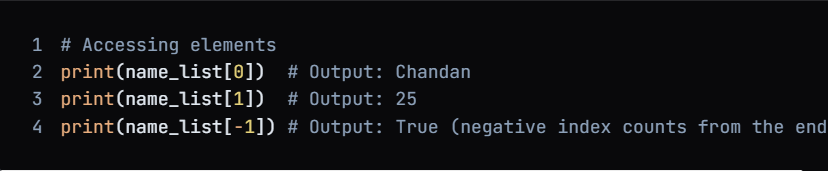 1 # Accessing elements
2 print(name_list[0])  # Output: Chandan
3 print(name_list[1])  # Output: 25
4 print(name_list[-1]) # Output: True (negative index counts from the end